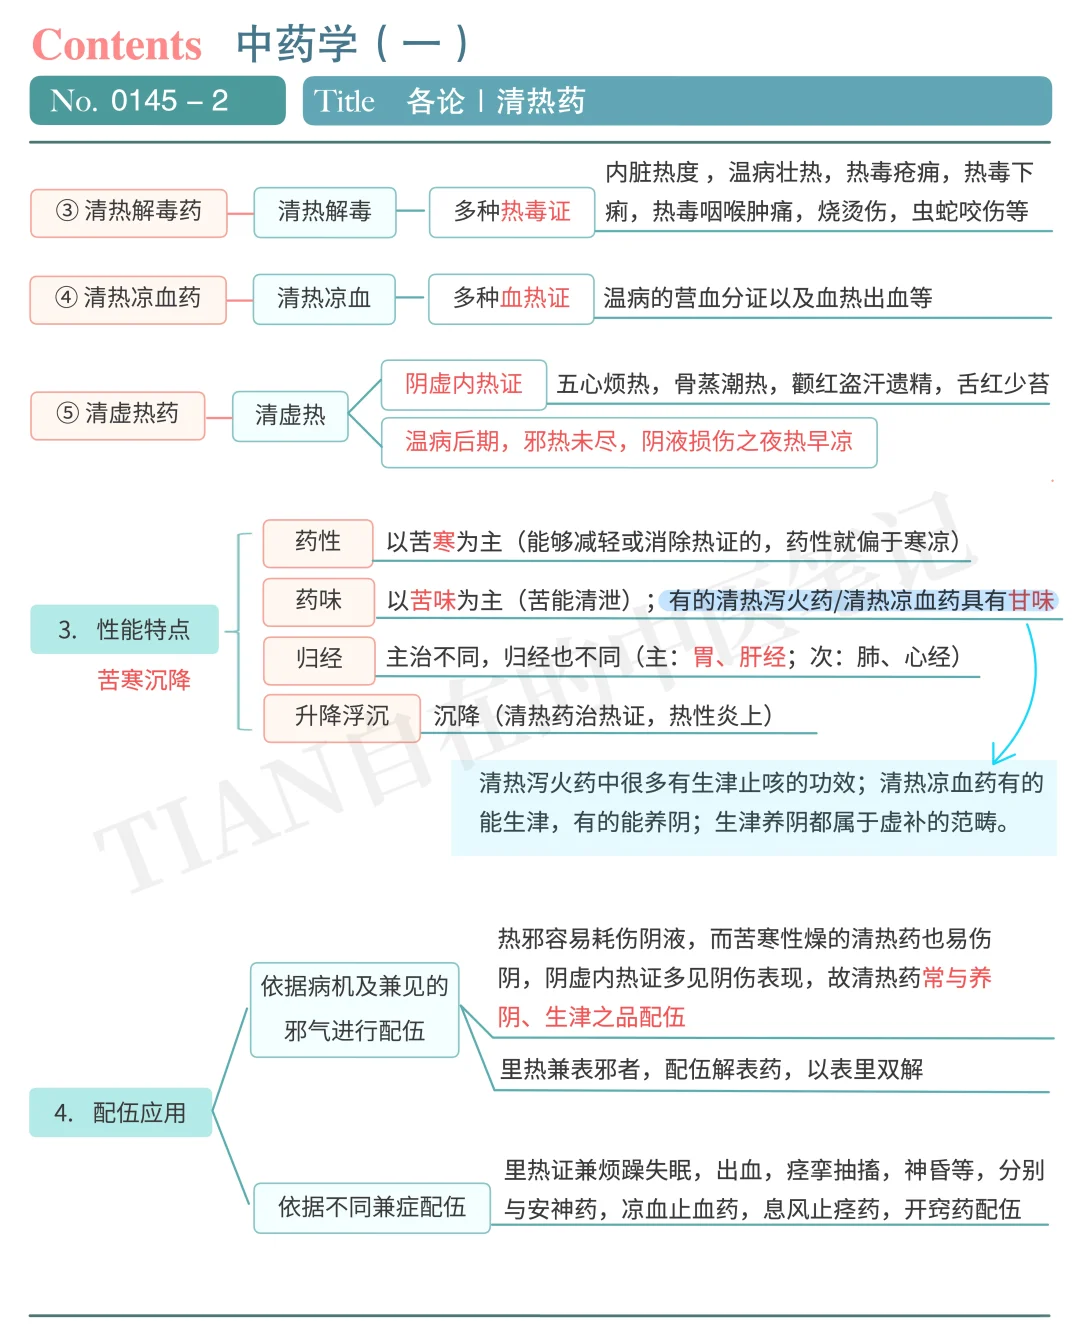 Contents 中药学（一）
No. 0145 – 2 Title 各论 | 清热药
③ 清热解毒药 清热解毒 多种热毒证 内脏热度 ，温病壮热，热毒疮痈，热毒下
痢，热毒咽喉肿痛，烧烫伤，虫蛇咬伤等
④ 清热凉血药 清热凉血 多种血热证 温病的营血分证以及血热出血等
⑤ 清虚热药 清虚热
阴虚内热证 五心烦热，骨蒸潮热，颧红盗汗遗精，舌红少苔
温病后期，邪热未尽，阴液损伤之夜热早凉
3. 性能特点
苦寒沉降
药性 以苦寒为主（能够减轻或消除热证的，药性就偏于寒凉）
药味 以苦味为主（苦能清泄）；有的清热泻火药/清热凉血药具有甘味
归经 主治不同，归经也不同（主：胃、肝经；次：肺、心经）
升降浮沉 沉降（清热药治热证，热性炎上）
清热泻火药中很多有生津止咳的功效；清热凉血药有的
能生津，有的能养阴；生津养阴都属于虚补的范畴。
4. 配伍应用
依据病机及兼见的
邪气进行配伍
热邪容易耗伤阴液，而苦寒性燥的清热药也易伤
阴，阴虚内热证多见阴伤表现，故清热药常与养
阴、生津之品配伍
里热兼表邪者，配伍解表药，以表里双解
依据不同兼症配伍
里热证兼烦躁失眠，出血，痉挛抽搐，神昏等，分别
与安神药，凉血止血药，息风止痉药，开窍药配伍
TIAN自在的中医笔记